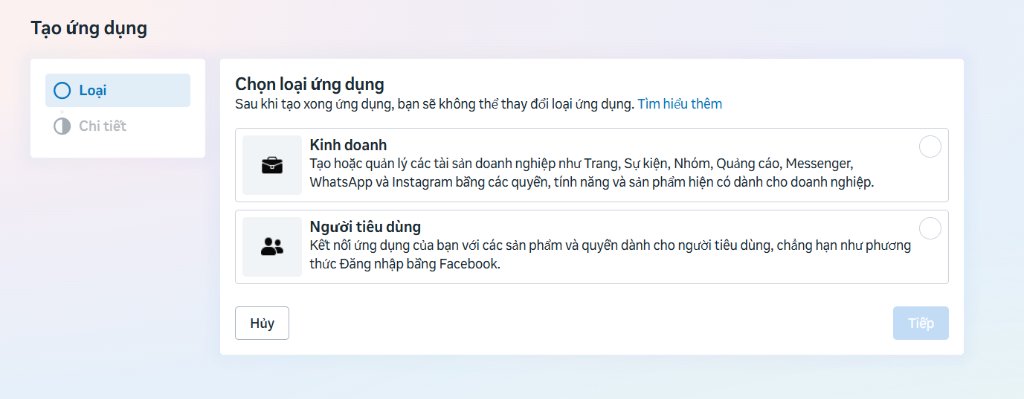 Tạo ứng dụng
Loại
Chi tiết
Chọn loại ứng dụng
Sau khi tạo xong ứng dụng, bạn sẽ không thể thay đổi loại ứng dụng. Tìm hiểu thêm
Kinh doanh
Tạo hoặc quản lý các tài sản doanh nghiệp như Trang, Sự kiện, Nhóm, Quảng cáo, Messenger,
WhatsApp và Instagram bằng các quyền, tính năng và sản phẩm hiện có dành cho doanh nghiệp.
Người tiêu dùng
Kết nối ứng dụng của bạn với các sản phẩm và quyền dành cho người tiêu dùng, chẳng hạn như phương
thức Đăng nhập bằng Facebook.
Hủy
Tiếp